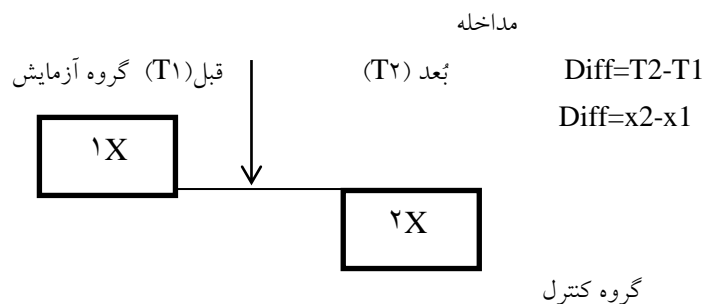 مداخله
قبل(T۱) گروه آزمایش
بُعد (T۲)
Diff=T2-T1
Diff=x2-x1
۱X
۲X
گروه کنترل